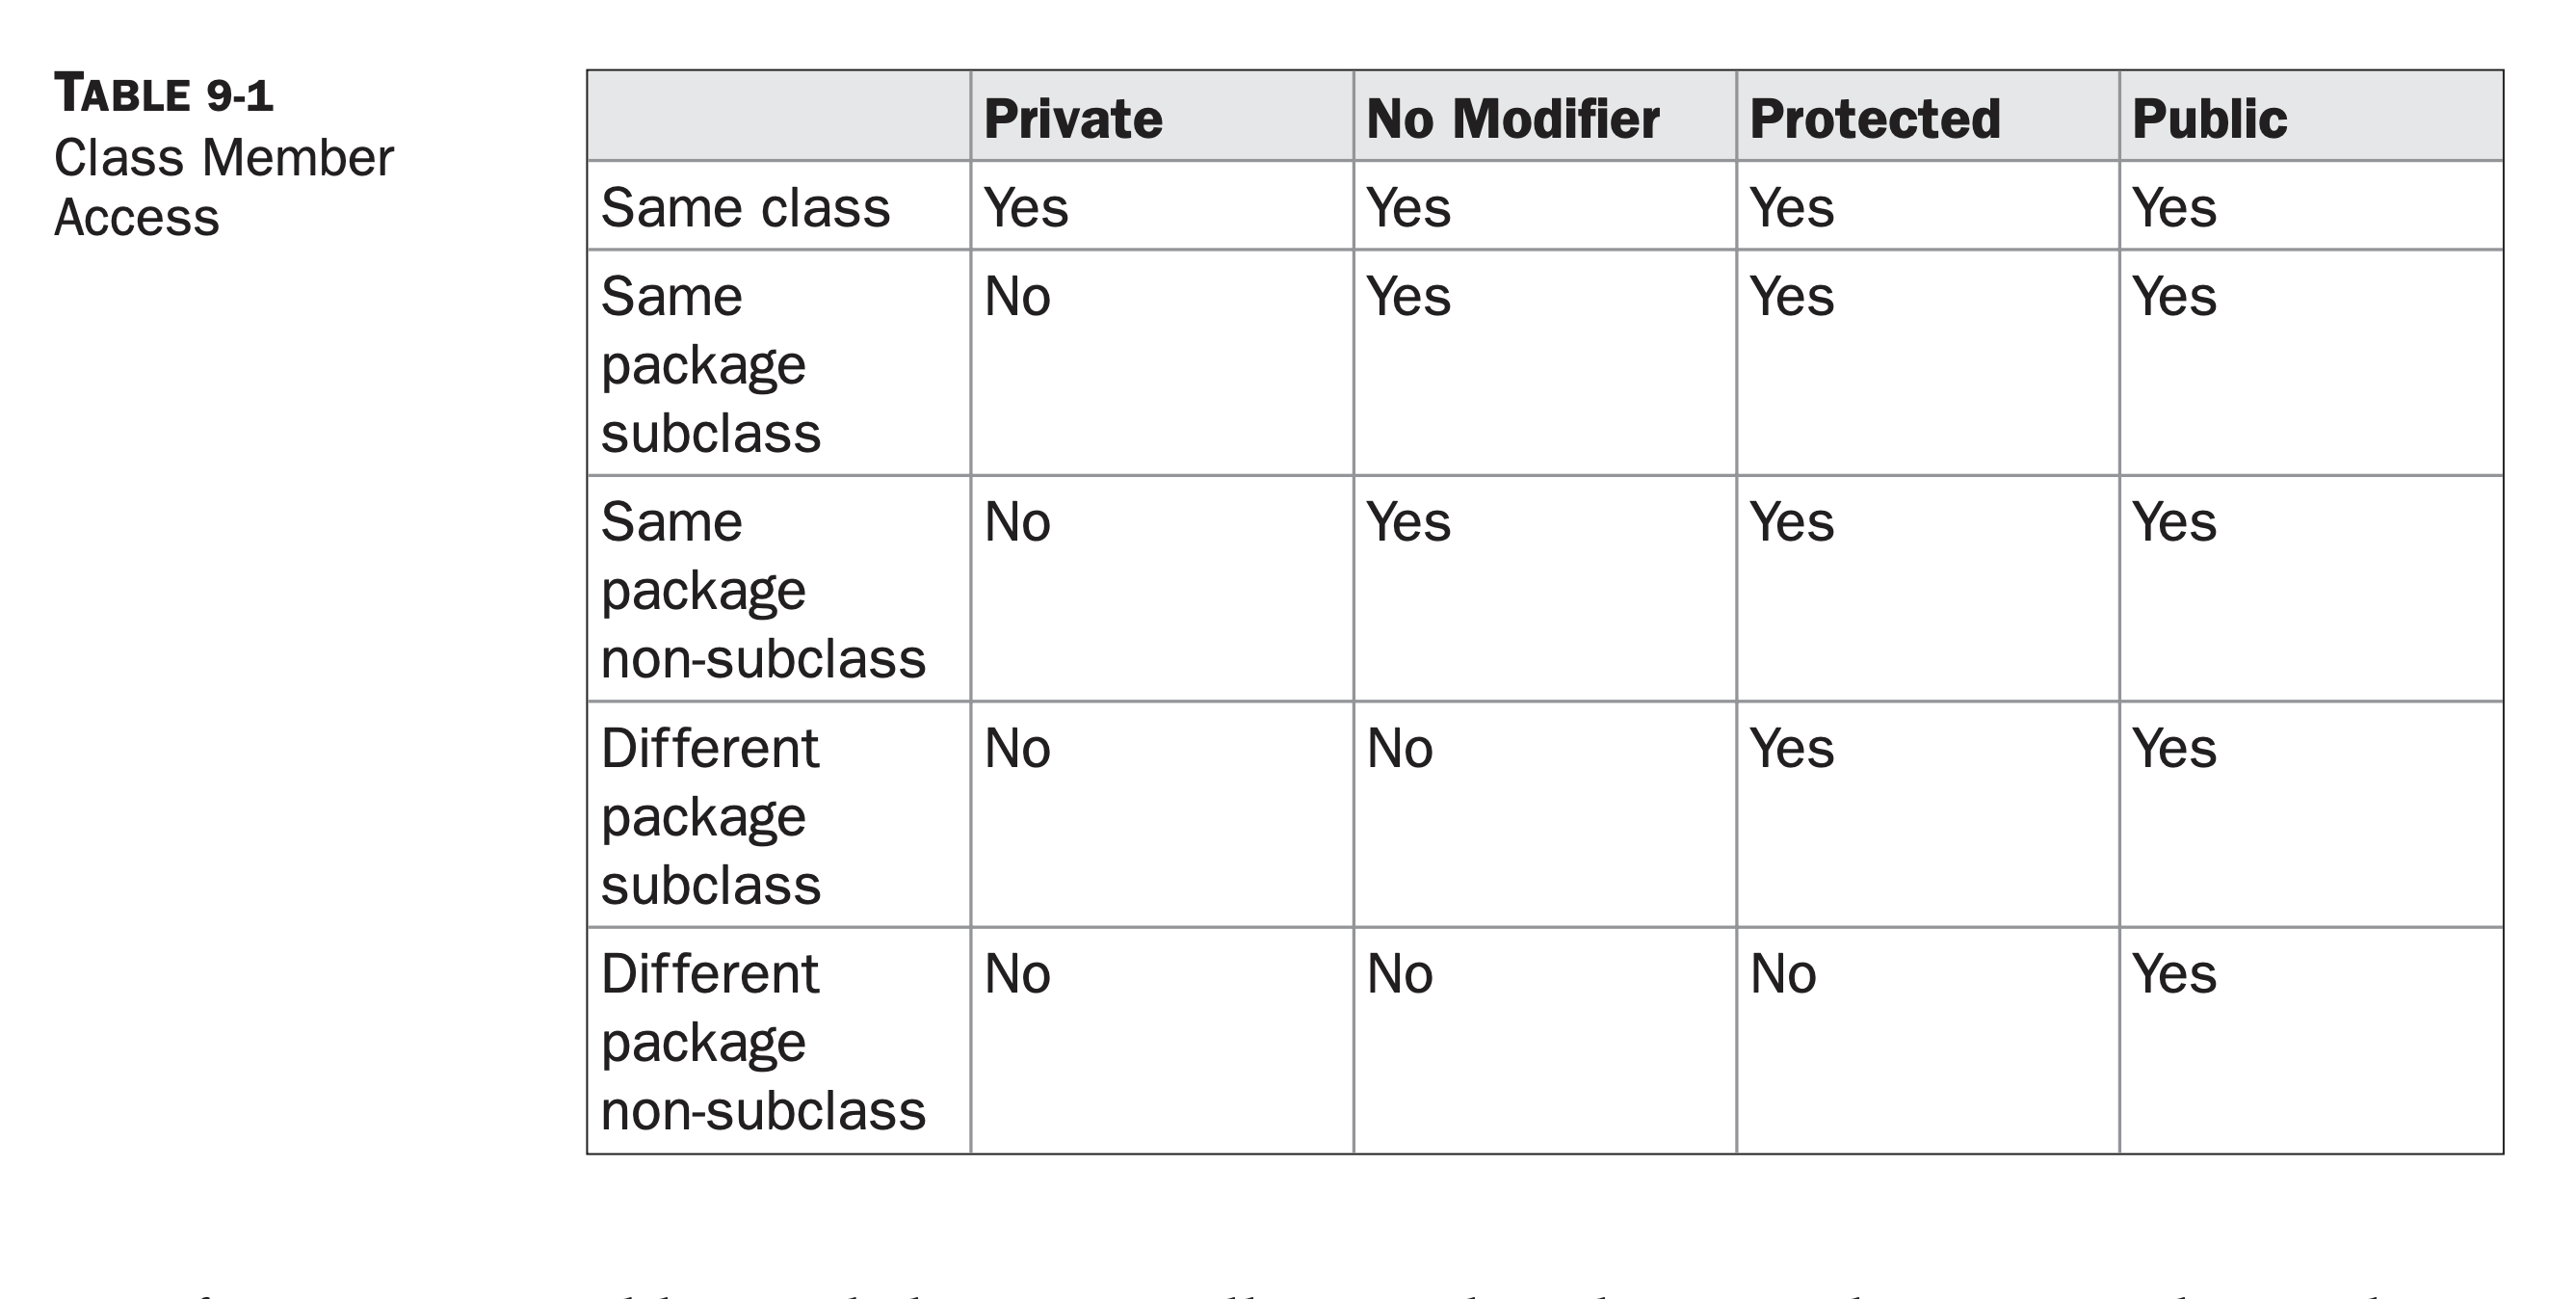 TABLE 9-1
Class Member
Access
Private No Modifier Protected Public
Same class Yes Yes Yes Yes
Same
package
subclass No Yes Yes Yes
Same
package
non-subclass No Yes Yes Yes
Different
package
subclass No No Yes Yes
Different
package
non-subclass No No No Yes